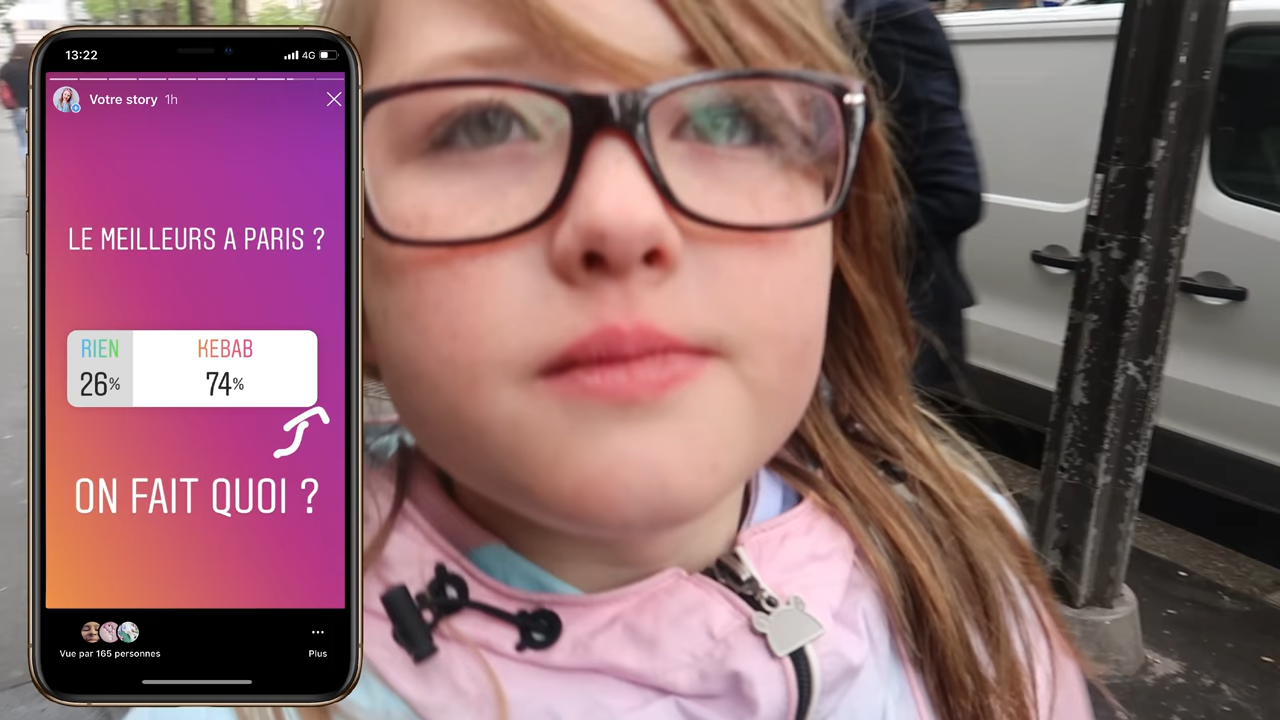 13:22
4G
Votre story 1h
LE MEILLEURS A PARIS ?
RIEN KEBAB
26% 74%
ON FAIT QUOI ?
Vue par 165 personnes
Plus